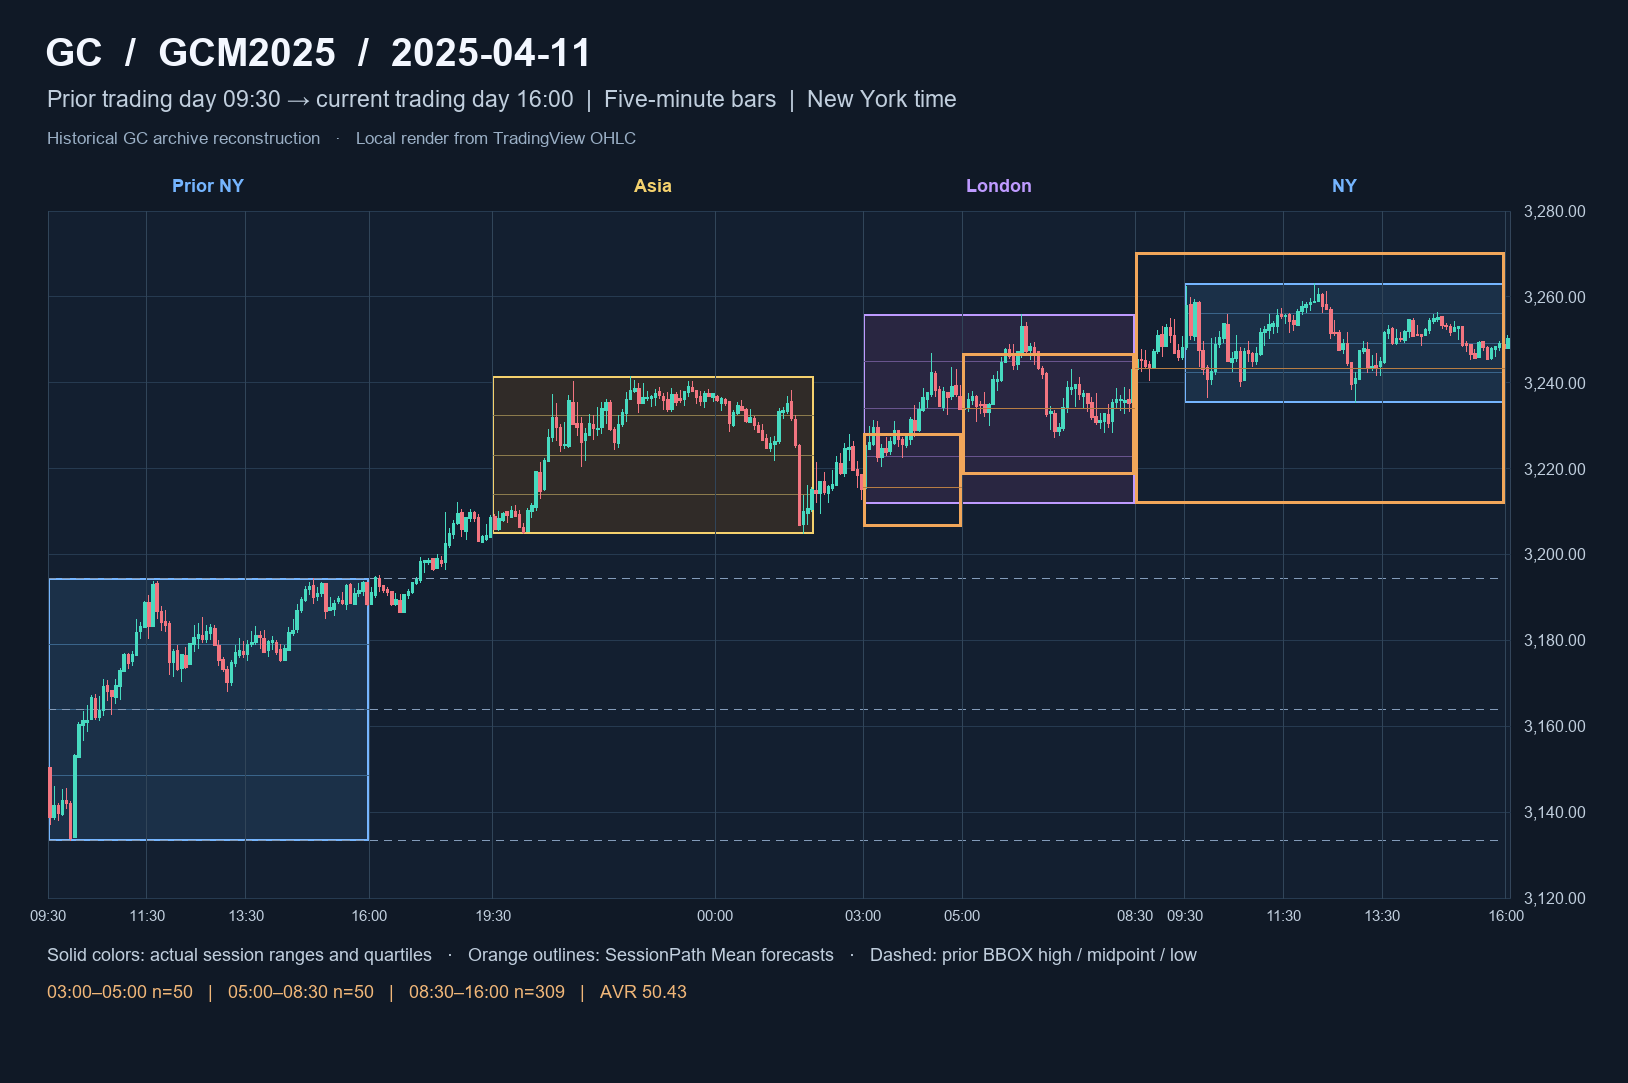 GC / GCM2025 / 2025-04-11
Prior trading day 09:30 → current trading day 16:00 | Five-minute bars | New York time
Historical GC archive reconstruction · Local render from TradingView OHLC
Prior NY Asia London NY
3,280.00
3,260.00
3,240.00
3,220.00
3,200.00
3,180.00
3,160.00
3,140.00
3,120.00
09:30 11:30 13:30 16:00 19:30 00:00 03:00 05:00 08:30 09:30 11:30 13:30 16:00
Solid colors: actual session ranges and quartiles · Orange outlines: SessionPath Mean forecasts · Dashed: prior BBOX high / midpoint / low
03:00–05:00 n=50 | 05:00–08:30 n=50 | 08:30–16:00 n=309 | AVR 50.43